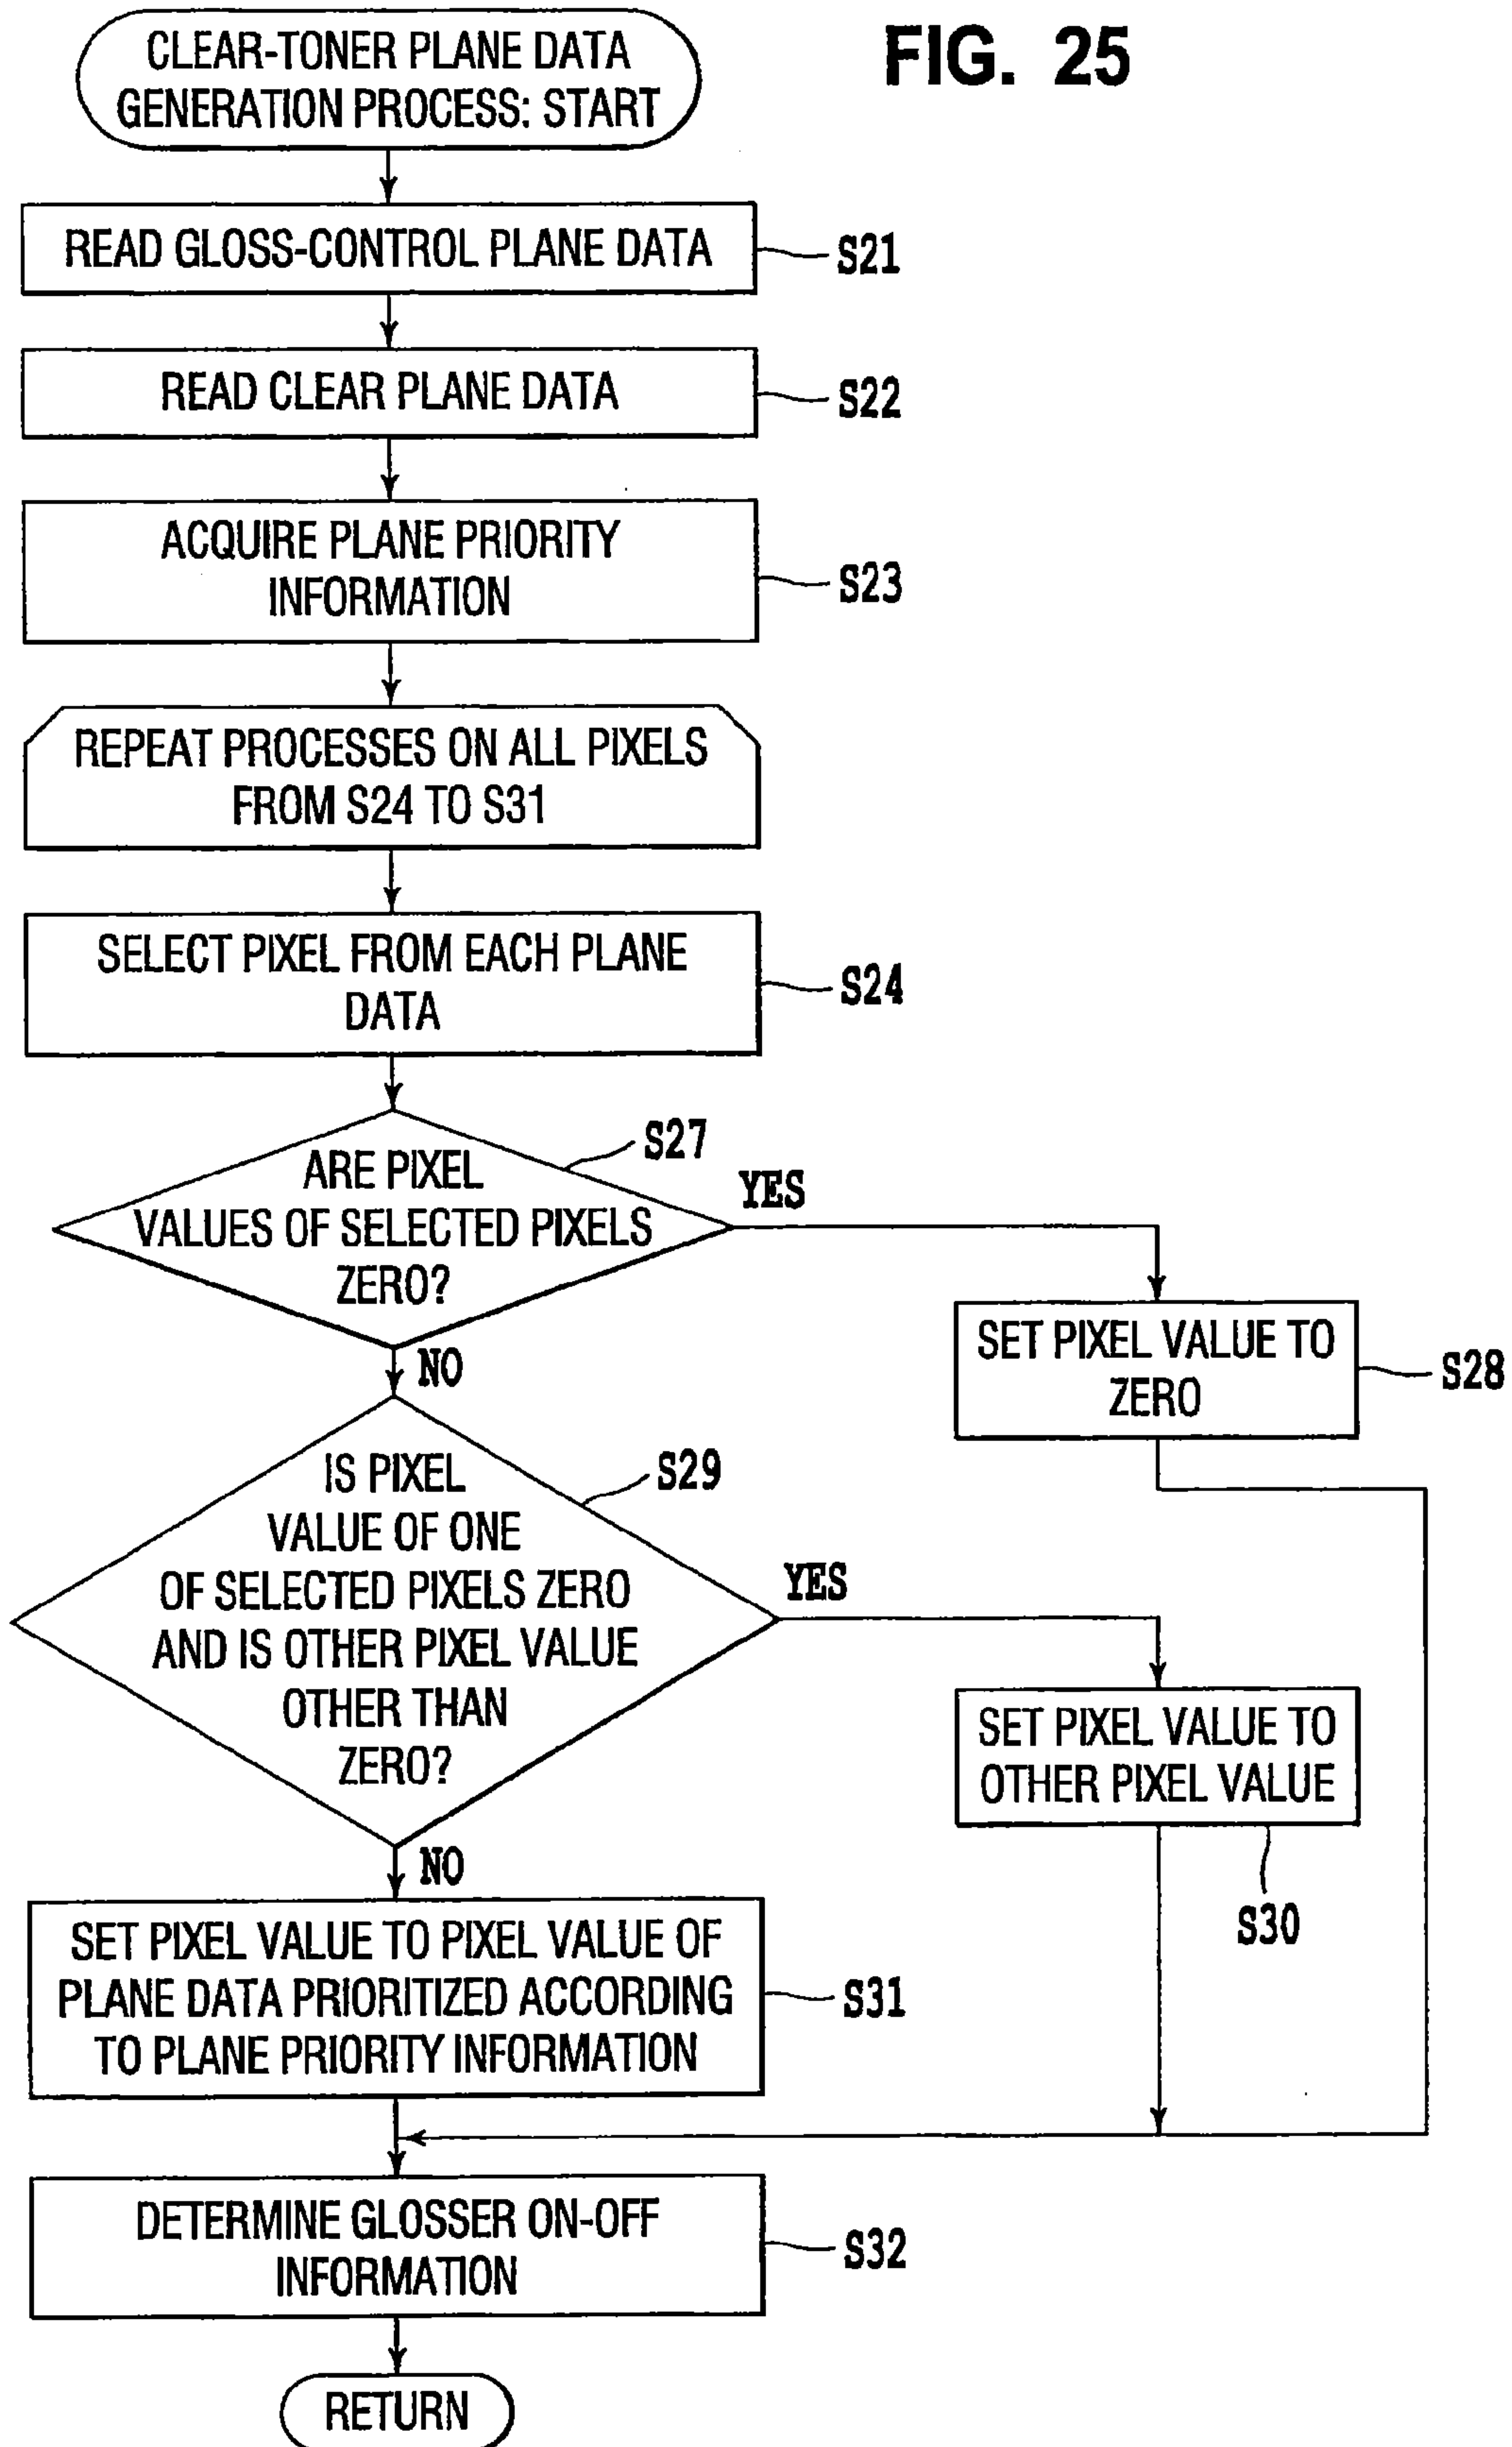 FIG. 25
CLEAR-TONER PLANE DATA
GENERATION PROCESS: START
READ GLOSS-CONTROL PLANE DATA
S21
READ CLEAR PLANE DATA
S22
ACQUIRE PLANE PRIORITY
INFORMATION
S23
REPEAT PROCESSES ON ALL PIXELS
FROM S24 TO S31
SELECT PIXEL FROM EACH PLANE
DATA
S24
ARE PIXEL
VALUES OF SELECTED PIXELS
ZERO?
S27
YES
NO
SET PIXEL VALUE TO
ZERO
S28
IS PIXEL
VALUE OF ONE
OF SELECTED PIXELS ZERO
AND IS OTHER PIXEL VALUE
OTHER THAN
ZERO?
S29
YES
NO
SET PIXEL VALUE TO
OTHER PIXEL VALUE
S30
SET PIXEL VALUE TO PIXEL VALUE OF
PLANE DATA PRIORITIZED ACCORDING
TO PLANE PRIORITY INFORMATION
S31
DETERMINE GLOSSER ON-OFF
INFORMATION
S32
RETURN